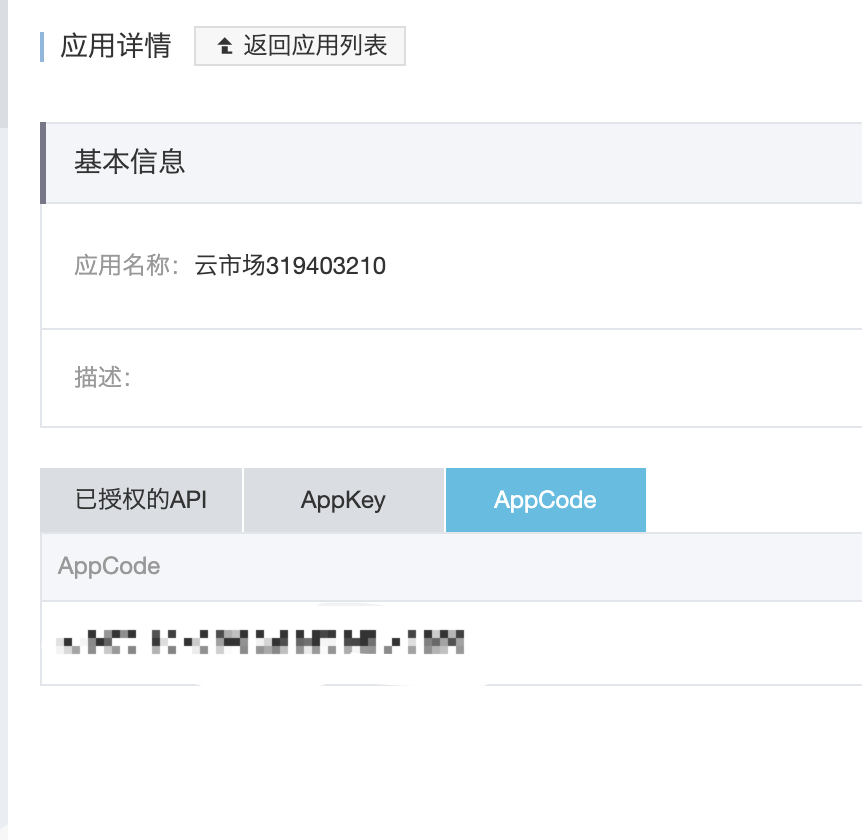 应用详情 返回应用列表
基本信息
应用名称： 云市场319403210
描述：
已授权的API AppKey AppCode
AppCode